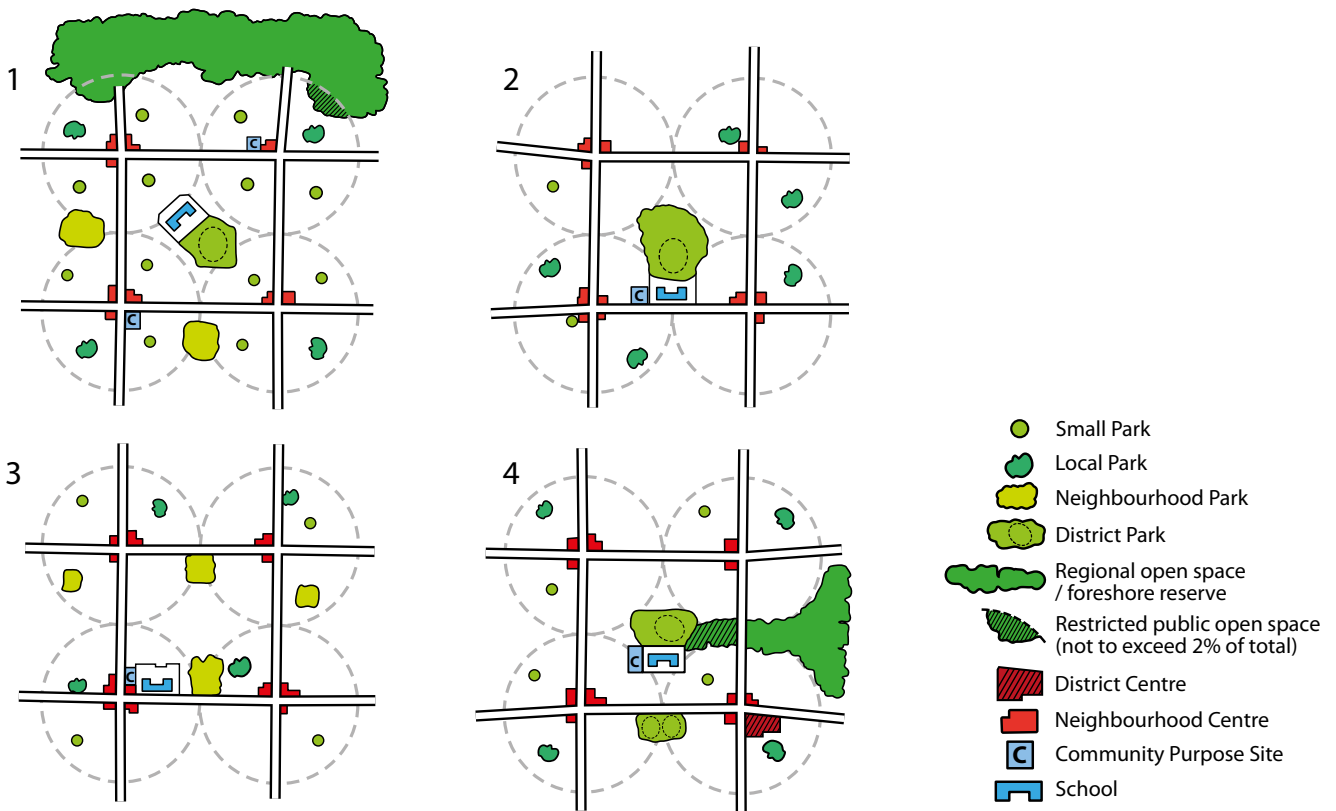 1
2
C
C
C
3
4
C
C
Small Park
Local Park
Neighbourhood Park
District Park
Regional open space
/ foreshore reserve
Restricted public open space
(not to exceed 2% of total)
District Centre
Neighbourhood Centre
C
Community Purpose Site
School